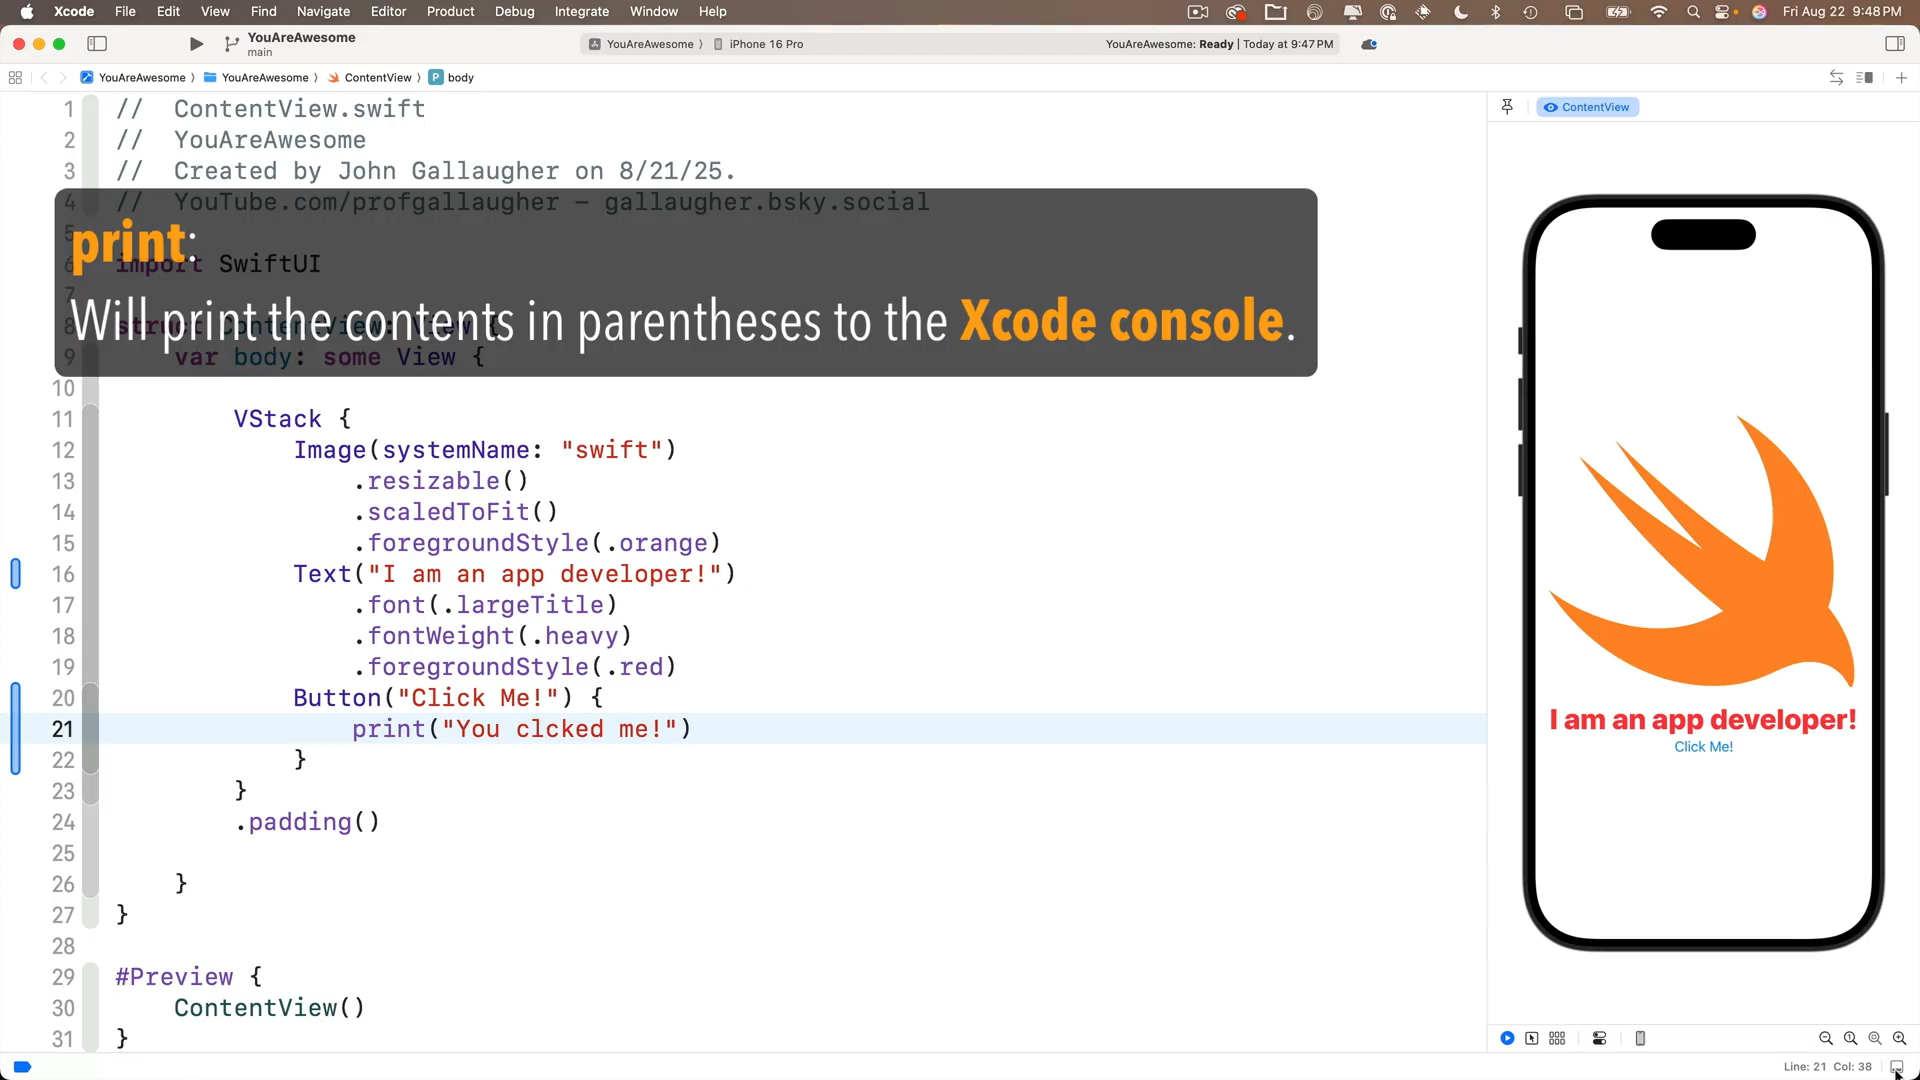 Xcode File Edit View Find Navigate Editor Product Debug Integrate Window Help Fri Aug 22 9:48 PM
YouAreAwesome
main
YouAreAwesome 〉 iPhone 16 Pro
YouAreAwesome: Ready | Today at 9:47 PM
YouAreAwesome 〉 YouAreAwesome 〉 ContentView 〉 P body
1 //  ContentView.swift
2 //  YouAreAwesome
3 //  Created by John Gallaugher on 8/21/25.
4 //  YouTube.com/profgallaugher – gallaugher.bsky.social
5
print:
6 import SwiftUI
7
Will print the contents in parentheses to the Xcode console.
8 struct ContentView: View {
9     var body: some View {
10
11         VStack {
12             Image(systemName: "swift")
13                 .resizable()
14                 .scaledToFit()
15                 .foregroundStyle(.orange)
16             Text("I am an app developer!")
17                 .font(.largeTitle)
18                 .fontWeight(.heavy)
19                 .foregroundStyle(.red)
20             Button("Click Me!") {
21                 print("You clcked me!")
22             }
23         }
24         .padding()
25
26     }
27 }
28
29 #Preview {
30     ContentView()
31 }
ContentView
I am an app developer!
Click Me!
Line: 21 Col: 38